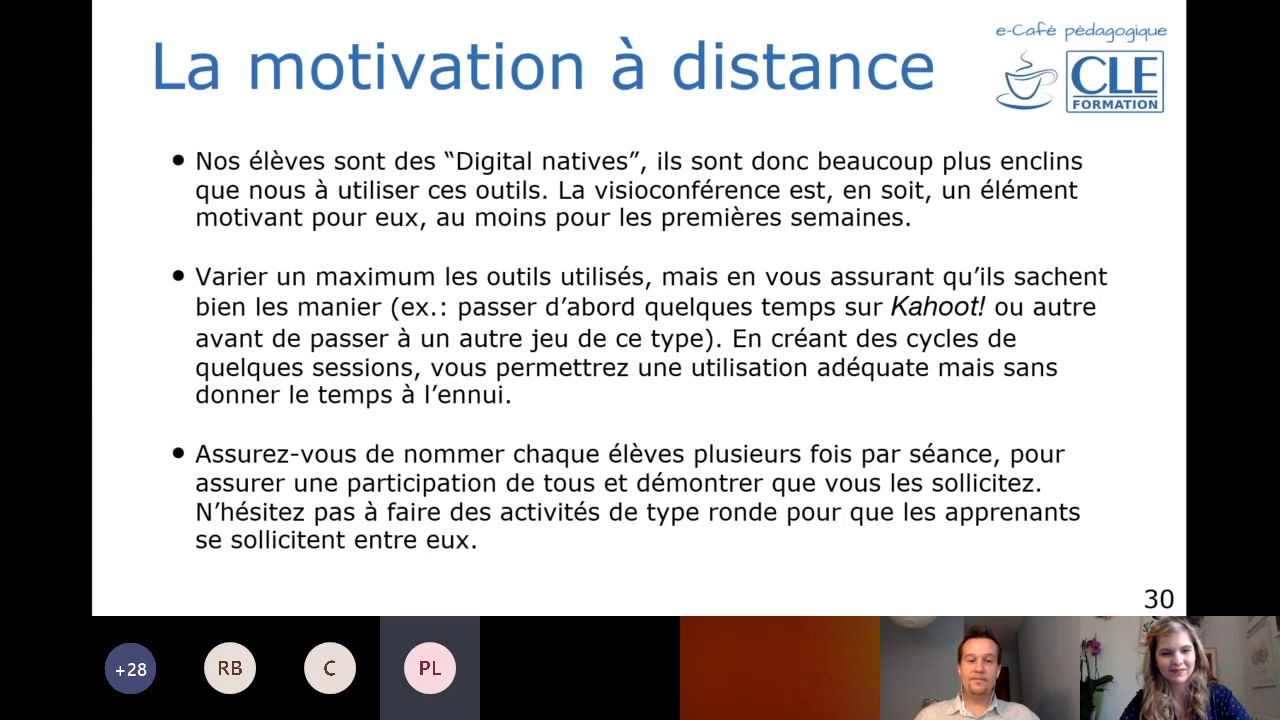 La motivation à distance
e-Café pédagogique
CLE
FORMATION
• Nos élèves sont des “Digital natives”, ils sont donc beaucoup plus enclins
que nous à utiliser ces outils. La visioconférence est, en soit, un élément
motivant pour eux, au moins pour les premières semaines.
• Varier un maximum les outils utilisés, mais en vous assurant qu’ils sachent
bien les manier (ex.: passer d’abord quelques temps sur Kahoot! ou autre
avant de passer à un autre jeu de ce type). En créant des cycles de
quelques sessions, vous permettrez une utilisation adéquate mais sans
donner le temps à l’ennui.
• Assurez-vous de nommer chaque élèves plusieurs fois par séance, pour
assurer une participation de tous et démontrer que vous les sollicitez.
N’hésitez pas à faire des activités de type ronde pour que les apprenants
se sollicitent entre eux.
30
+28
RB
C
PL